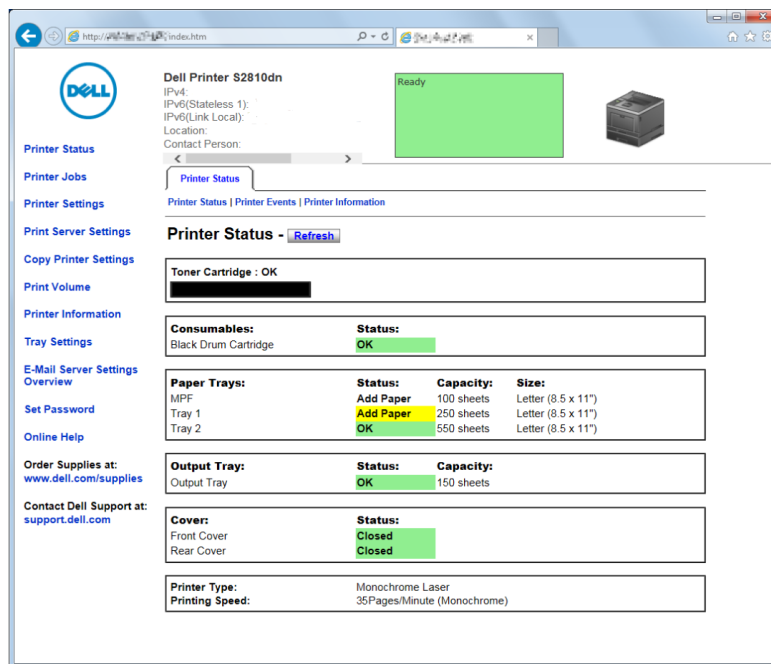 http:// index.htm
DELL
Dell Printer S2810dn
IPv4:
IPv6(Stateless 1):
IPv6(Link Local):
Location:
Contact Person:
Ready
Printer Status
Printer Jobs
Printer Settings
Print Server Settings
Copy Printer Settings
Print Volume
Printer Information
Tray Settings
E-Mail Server Settings
Overview
Set Password
Online Help
Order Supplies at:
www.dell.com/supplies
Contact Dell Support at:
support.dell.com
Printer Status
Printer Status | Printer Events | Printer Information
Printer Status - Refresh
Toner Cartridge : OK
Consumables: Status:
Black Drum Cartridge OK
Paper Trays: Status: Capacity: Size:
MPF Add Paper 100 sheets Letter (8.5 x 11")
Tray 1 Add Paper 250 sheets Letter (8.5 x 11")
Tray 2 OK 550 sheets Letter (8.5 x 11")
Output Tray: Status: Capacity:
Output Tray OK 150 sheets
Cover: Status:
Front Cover Closed
Rear Cover Closed
Printer Type: Monochrome Laser
Printing Speed: 35Pages/Minute (Monochrome)